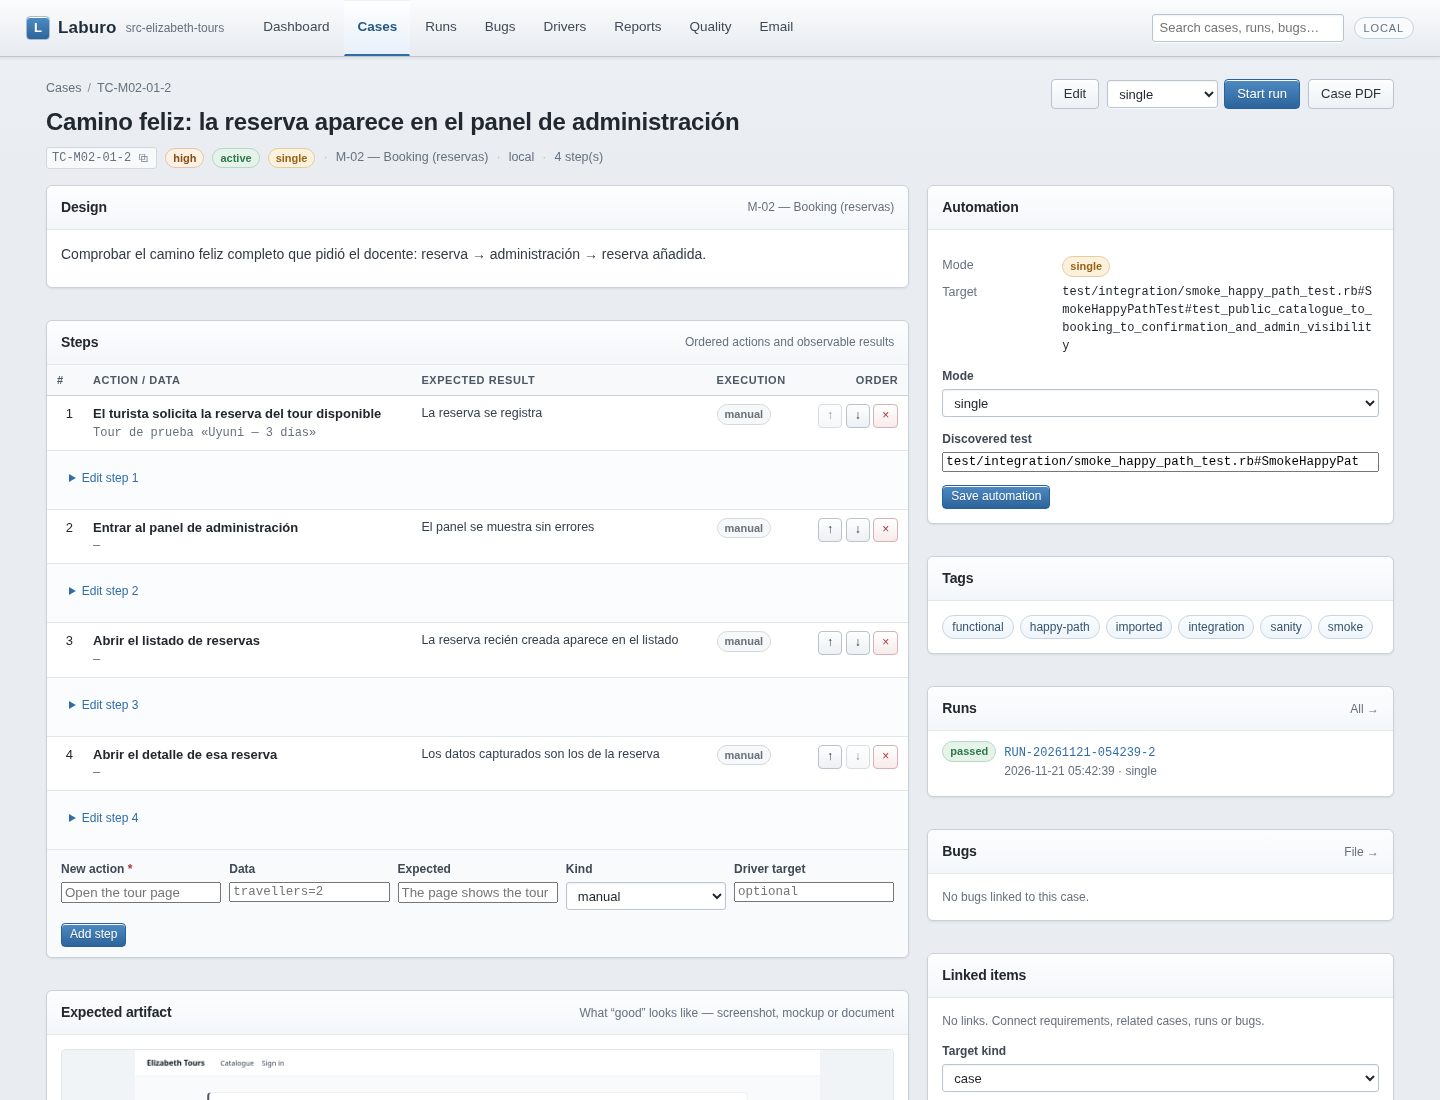 L Laburo src-elizabeth-tours Dashboard Cases Runs Bugs Drivers Reports Quality Email Search cases, runs, bugs… LOCAL
Cases / TC-M02-01-2
Edit single Start run Case PDF
Camino feliz: la reserva aparece en el panel de administración
TC-M02-01-2 high active single · M-02 — Booking (reservas) · local · 4 step(s)
Design M-02 — Booking (reservas)
Comprobar el camino feliz completo que pidió el docente: reserva → administración → reserva añadida.
Steps Ordered actions and observable results
# ACTION / DATA EXPECTED RESULT EXECUTION ORDER
1 El turista solicita la reserva del tour disponible La reserva se registra manual ↑ ↓ ×
Tour de prueba «Uyuni — 3 días»
▶ Edit step 1
2 Entrar al panel de administración El panel se muestra sin errores manual ↑ ↓ ×
—
▶ Edit step 2
3 Abrir el listado de reservas La reserva recién creada aparece en el listado manual ↑ ↓ ×
—
▶ Edit step 3
4 Abrir el detalle de esa reserva Los datos capturados son los de la reserva manual ↑ ↓ ×
—
▶ Edit step 4
New action * Data Expected Kind Driver target
Open the tour page travellers=2 The page shows the tour manual optional
Add step
Expected artifact What “good” looks like — screenshot, mockup or document
Elizabeth Tours Catalogue Sign in
Automation
Mode single
Target test/integration/smoke_happy_path_test.rb#S
mokeHappyPathTest#test_public_catalogue_to_
booking_to_confirmation_and_admin_visibilit
y
Mode
single
Discovered test
test/integration/smoke_happy_path_test.rb#SmokeHappyPat
Save automation
Tags
functional happy-path imported integration sanity smoke
Runs All →
passed RUN-20261121-054239-2
2026-11-21 05:42:39 · single
Bugs File →
No bugs linked to this case.
Linked items
No links. Connect requirements, related cases, runs or bugs.
Target kind
case